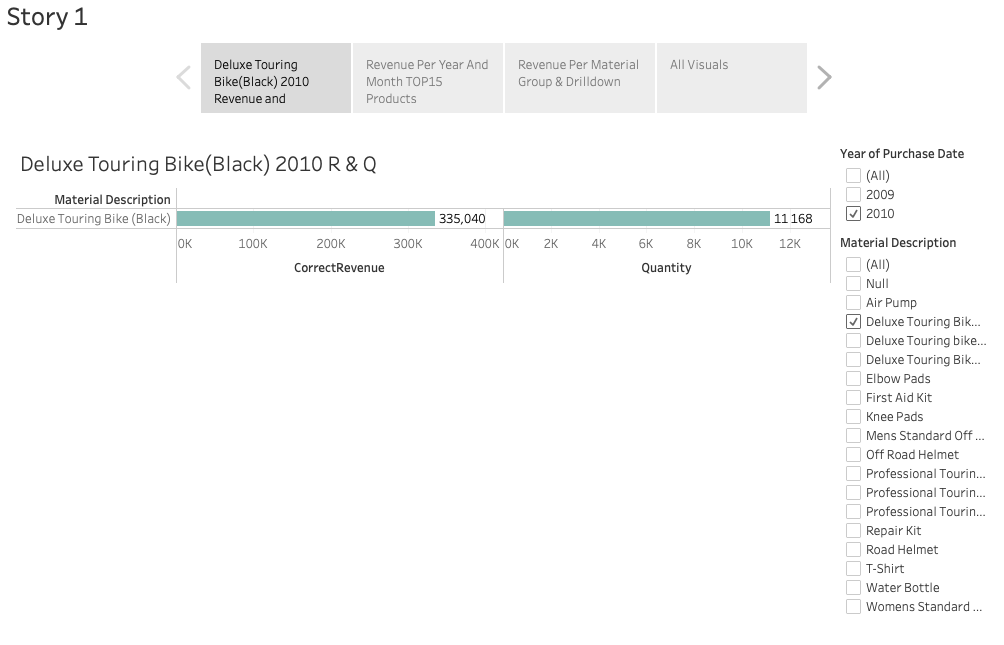 Story 1
Deluxe Touring
Bike(Black) 2010
Revenue and
Revenue Per Year And
Month TOP15
Products
Revenue Per Material
Group & Drilldown
All Visuals
Deluxe Touring Bike(Black) 2010 R & Q
Material Description
Deluxe Touring Bike (Black)
335,040
11 168
0K 100K 200K 300K 400K 0K 2K 4K 6K 8K 10K 12K
CorrectRevenue
Quantity
Year of Purchase Date
(All)
2009
2010
Material Description
(All)
Null
Air Pump
Deluxe Touring Bik...
Deluxe Touring bike...
Deluxe Touring Bik...
Elbow Pads
First Aid Kit
Knee Pads
Mens Standard Off ...
Off Road Helmet
Professional Tourin...
Professional Tourin...
Professional Tourin...
Repair Kit
Road Helmet
T-Shirt
Water Bottle
Womens Standard ...